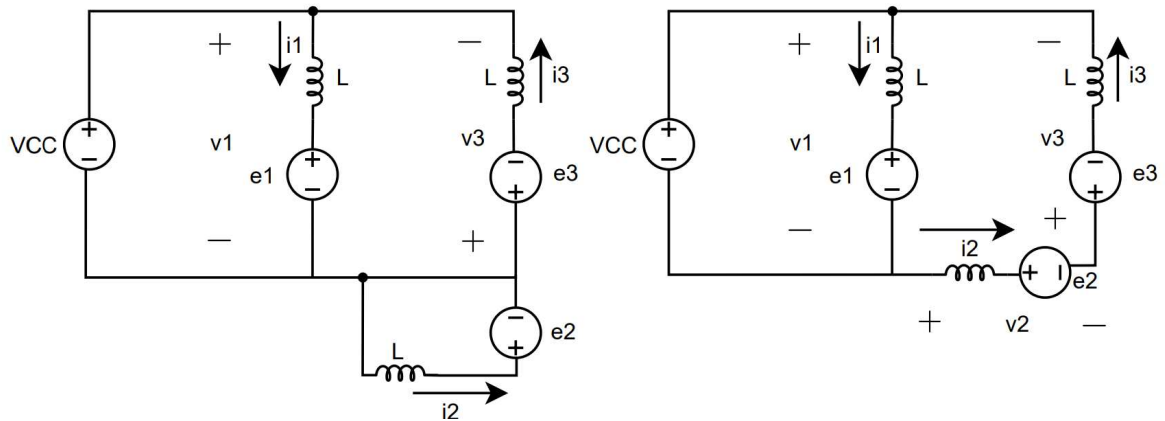 + i1 L −
L i3
VCC + − v1 v3
e1 + − − + e3
− +
− + e2
L
i2
+ i1 L −
L i3
VCC + − v1 v3
e1 + − − + e3
− i2 +
+ − e2
+ v2 −